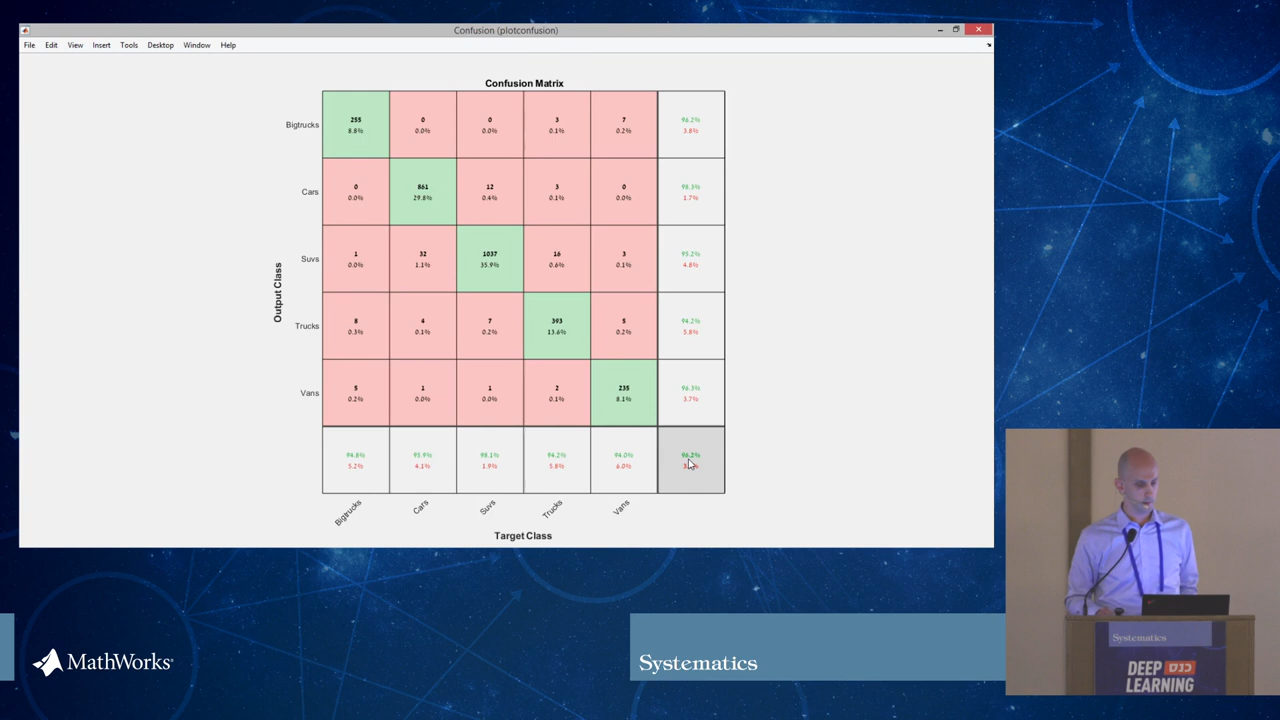 Confusion (plotconfusion)
File Edit View Insert Tools Desktop Window Help
Confusion Matrix
Bigtrucks 255 0 0 3 7 96.2%
8.8% 0.0% 0.0% 0.1% 0.2% 3.8%
Cars 0 861 12 3 0 98.3%
0.0% 29.8% 0.4% 0.1% 0.0% 1.7%
Suvs 1 32 1037 16 3 95.2%
0.0% 1.1% 35.9% 0.6% 0.1% 4.8%
Trucks 8 4 7 393 5 94.2%
0.3% 0.1% 0.2% 13.6% 0.2% 5.8%
Vans 5 1 1 2 235 96.3%
0.2% 0.0% 0.0% 0.1% 8.1% 3.7%
94.8% 95.9% 98.1% 94.2% 94.0% 96.2%
5.2% 4.1% 1.9% 5.8% 6.0%
Bigtrucks Cars Suvs Trucks Vans
Output Class
Target Class
MathWorks®
Systematics
Systematics
DEEP כנס
LEARNING